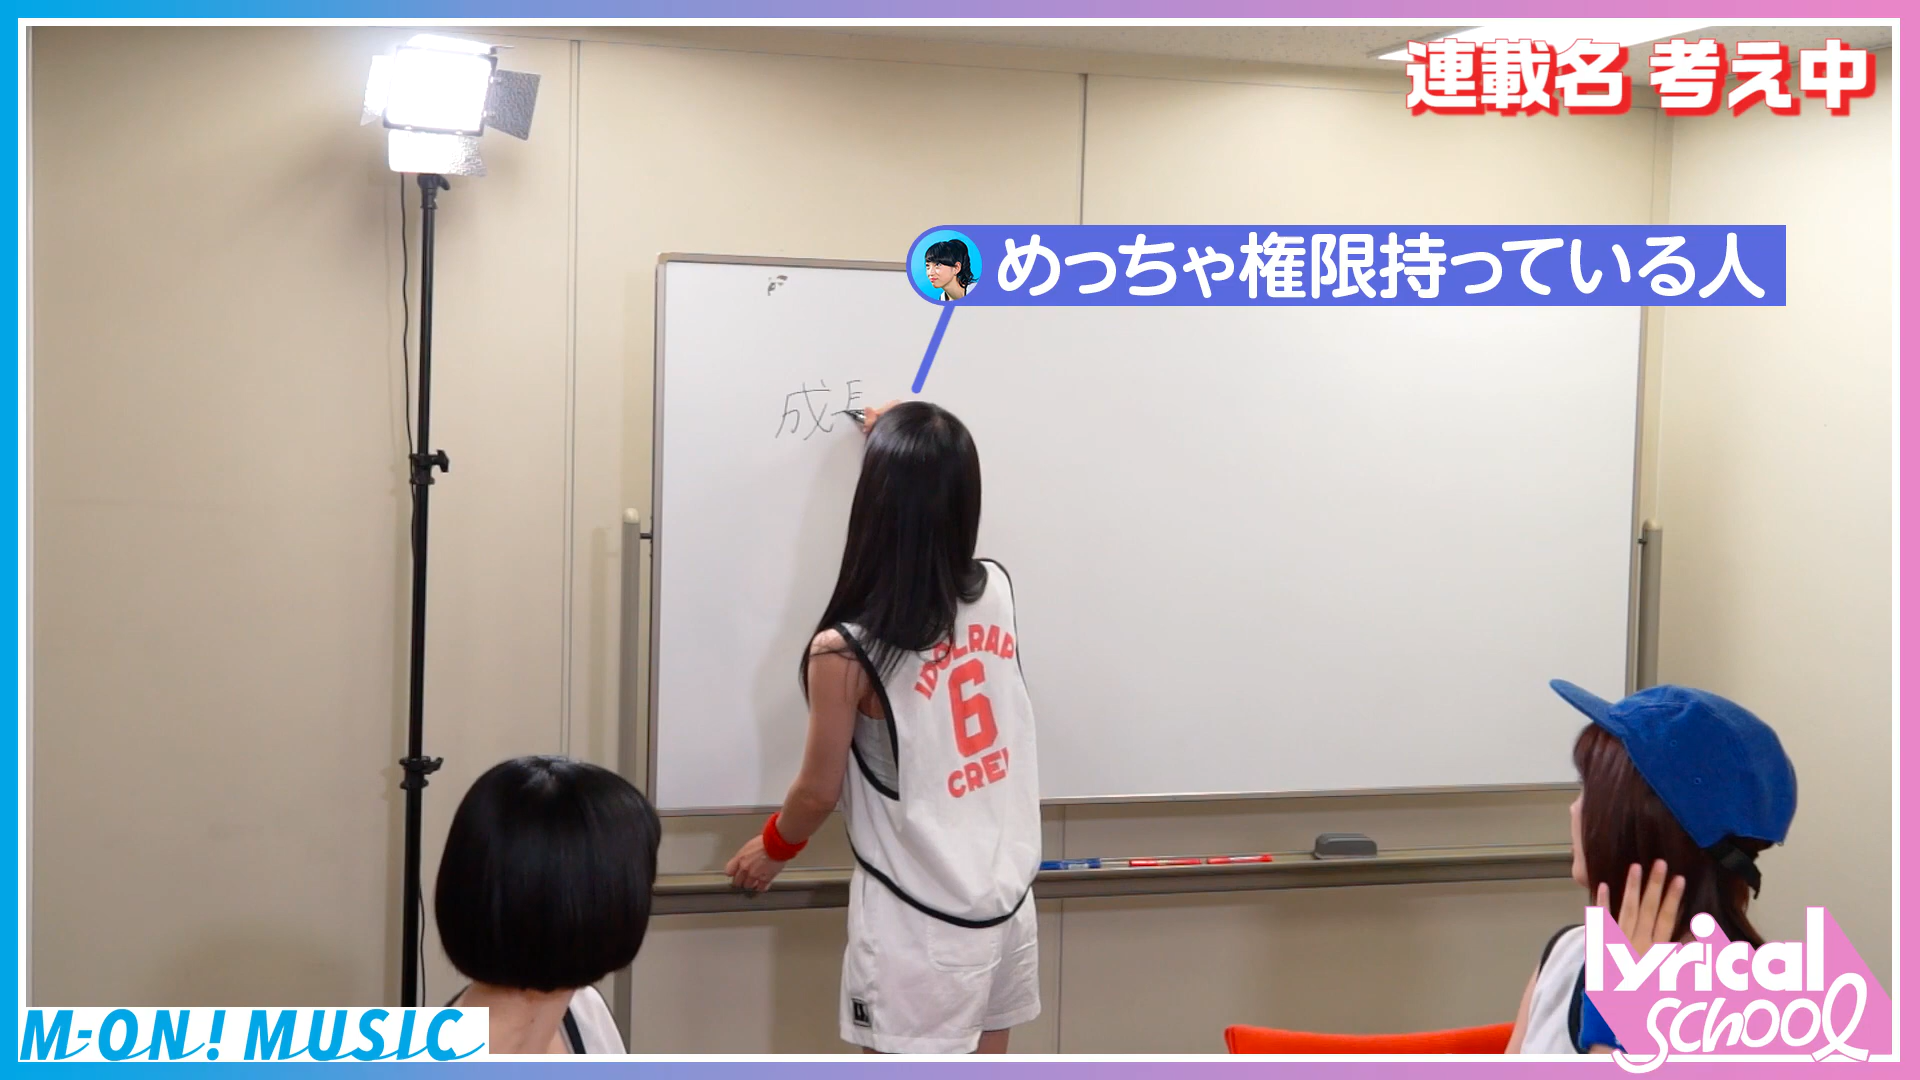 連載名 考え中
めっちゃ権限持っている人
成長
IDOLRAP
6
CREW
M-ON! MUSIC
lyrical
school